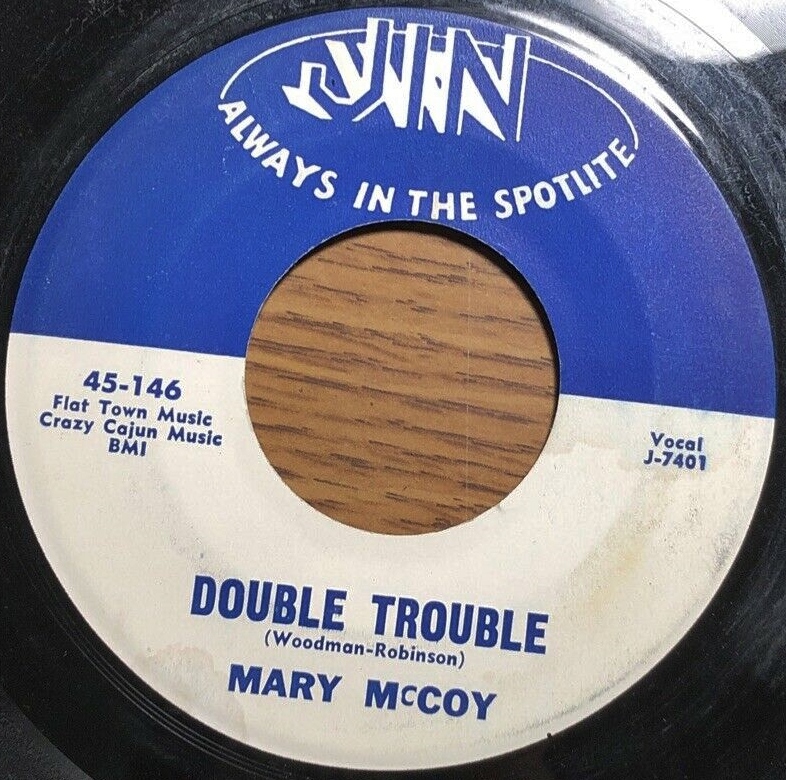 JIN
ALWAYS IN THE SPOTLITE
45-146
Flat Town Music
Crazy Cajun Music
BMI
Vocal
J-7401
DOUBLE TROUBLE
(Woodman-Robinson)
MARY McCOY